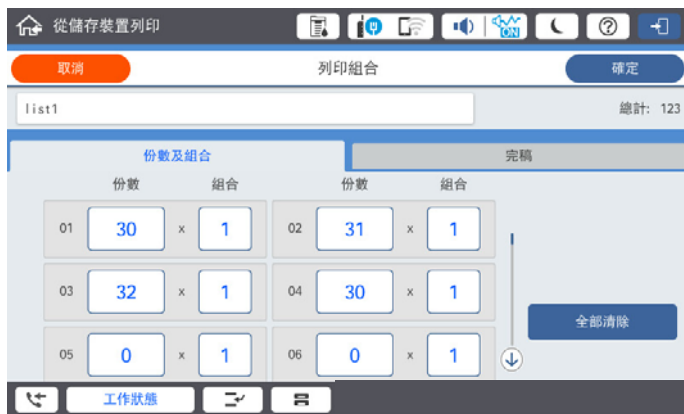 從儲存裝置列印
ON
取消 列印組合 確定
list1 總計: 123
份數及組合 完稿
份數 組合 份數 組合
01 30 x 1 02 31 x 1
03 32 x 1 04 30 x 1
全部清除
05 0 x 1 06 0 x 1
工作狀態